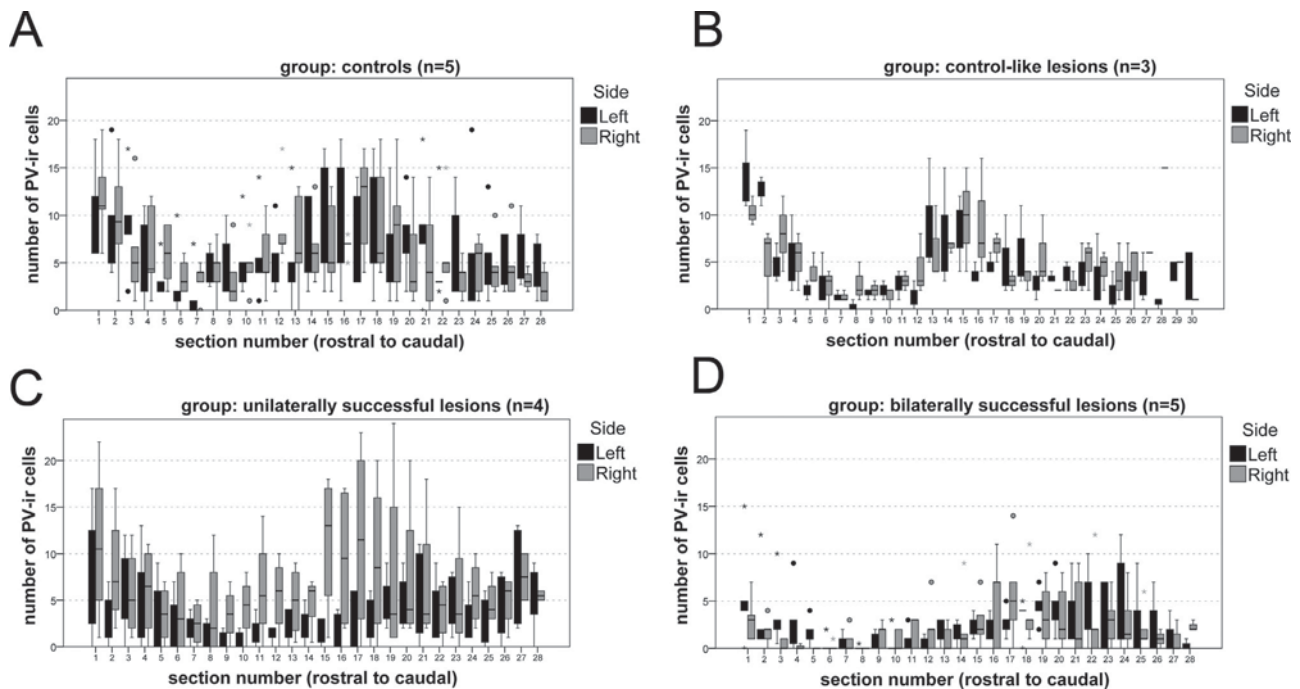 A
group: controls (n=5)
Side
Left
Right
number of PV-ir cells
20
15
10
5
0
1 2 3 4 5 6 7 8 9 10 11 12 13 14 15 16 17 18 19 20 21 22 23 24 25 26 27 28
section number (rostral to caudal)
B
group: control-like lesions (n=3)
Side
Left
Right
number of PV-ir cells
20
15
10
5
0
1 2 3 4 5 6 7 8 9 10 11 12 13 14 15 16 17 18 19 20 21 22 23 24 25 26 27 28 29 30
section number (rostral to caudal)
C
group: unilaterally successful lesions (n=4)
Side
Left
Right
number of PV-ir cells
20
15
10
5
0
1 2 3 4 5 6 7 8 9 10 11 12 13 14 15 16 17 18 19 20 21 22 23 24 25 26 27 28
section number (rostral to caudal)
D
group: bilaterally successful lesions (n=5)
Side
Left
Right
number of PV-ir cells
20
15
10
5
0
1 2 3 4 5 6 7 8 9 10 11 12 13 14 15 16 17 18 19 20 21 22 23 24 25 26 27 28
section number (rostral to caudal)